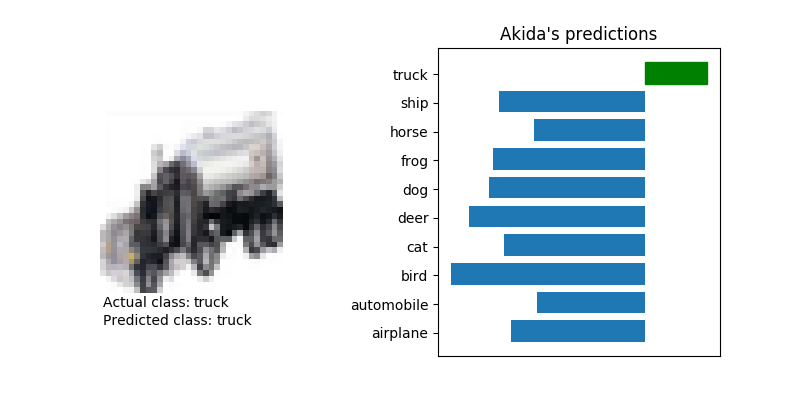 Akida's predictions
truck
ship
horse
frog
dog
deer
cat
bird
automobile
airplane
Actual class: truck
Predicted class: truck